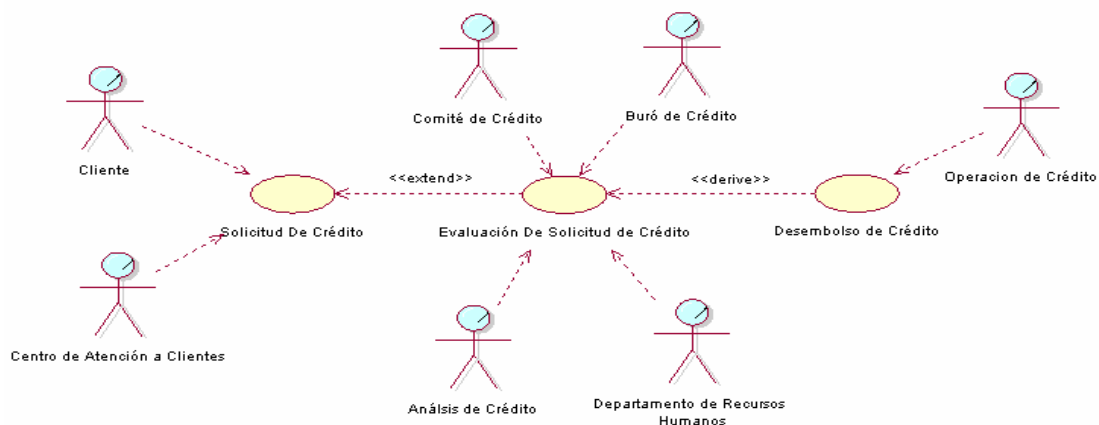 Comité de Crédito
Buró de Crédito
Cliente
Operacion de Crédito
<<extend>>
<<derive>>
Solicitud De Crédito
Evaluación De Solicitud de Crédito
Desembolso de Crédito
Centro de Atención a Clientes
Análsis de Crédito
Departamento de Recursos
Humanos